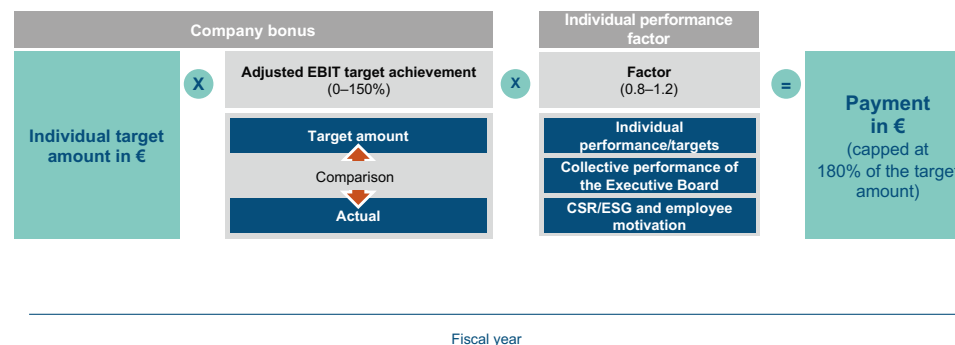 Company bonus
Individual performance
factor
Individual target
amount in €
X
Adjusted EBIT target achievement
(0–150%)
Target amount
Comparison
Actual
X
Factor
(0.8–1.2)
Individual
performance/targets
Collective performance of
the Executive Board
CSR/ESG and employee
motivation
=
Payment
in €
(capped at
180% of the target
amount)
Fiscal year